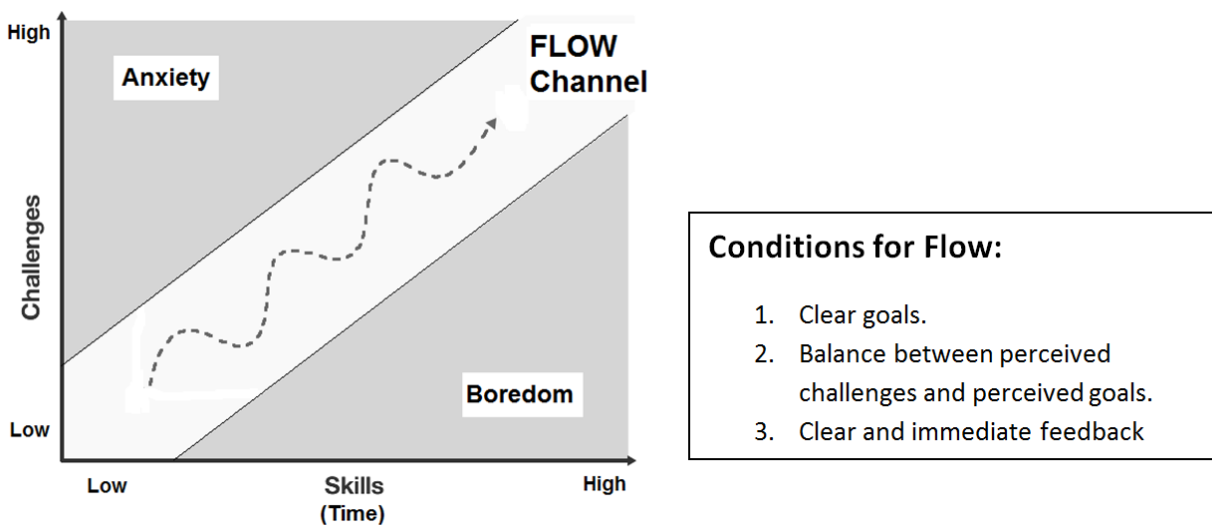 High
Anxiety
FLOW
Channel
Challenges
Boredom
Low
Low
Skills
(Time)
High
Conditions for Flow:
1. Clear goals.
2. Balance between perceived
challenges and perceived goals.
3. Clear and immediate feedback